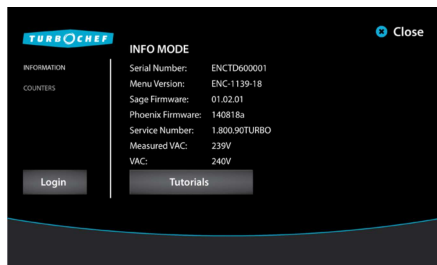 TURBOCHEF
Close
INFO MODE
INFORMATION
COUNTERS
Serial Number: ENCTD600001
Menu Version: ENC-1139-18
Sage Firmware: 01.02.01
Phoenix Firmware: 140818a
Service Number: 1.800.90TURBO
Measured VAC: 239V
VAC: 240V
Login
Tutorials